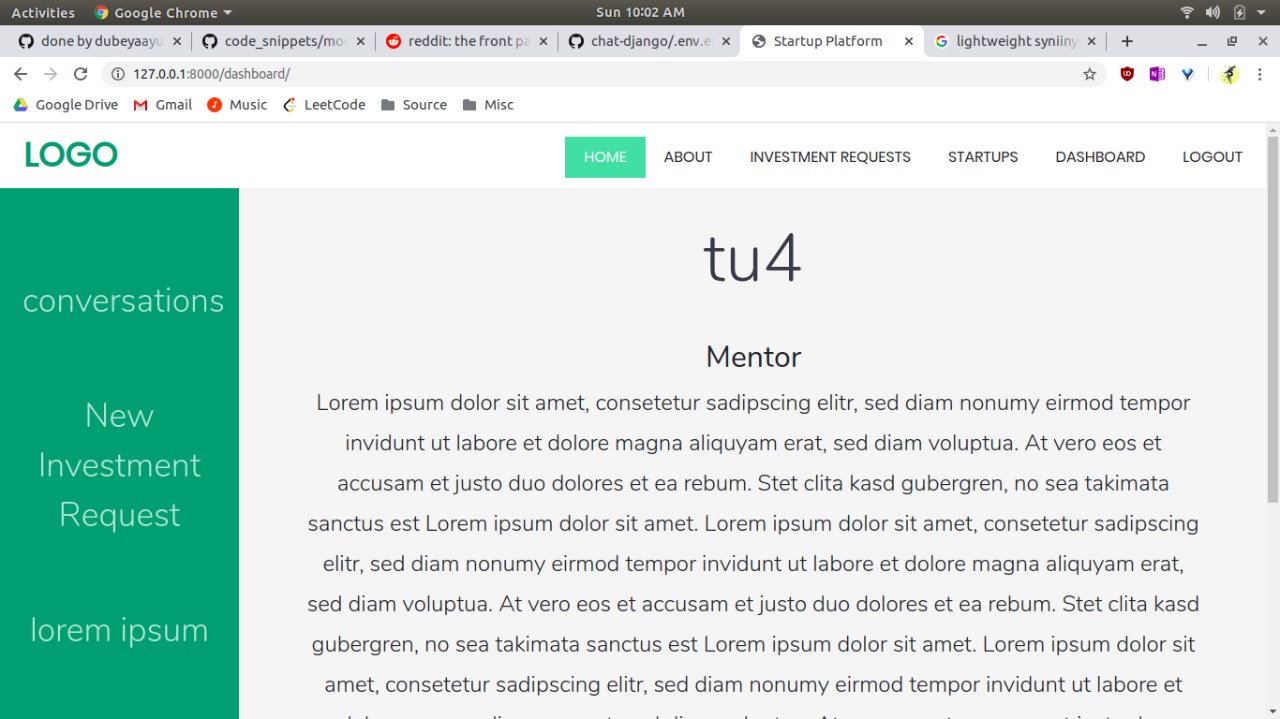 Activities Google Chrome Sun 10:02 AM
done by dubeyaayu code_snippets/mo reddit: the front pa chat-django/.env.e Startup Platform lightweight syniiny
127.0.0.1:8000/dashboard/
Google Drive Gmail Music LeetCode Source Misc
LOGO HOME ABOUT INVESTMENT REQUESTS STARTUPS DASHBOARD LOGOUT
conversations
New
Investment
Request
lorem ipsum
tu4
Mentor
Lorem ipsum dolor sit amet, consetetur sadipscing elitr, sed diam nonumy eirmod tempor
invidunt ut labore et dolore magna aliquyam erat, sed diam voluptua. At vero eos et
accusam et justo duo dolores et ea rebum. Stet clita kasd gubergren, no sea takimata
sanctus est Lorem ipsum dolor sit amet. Lorem ipsum dolor sit amet, consetetur sadipscing
elitr, sed diam nonumy eirmod tempor invidunt ut labore et dolore magna aliquyam erat,
sed diam voluptua. At vero eos et accusam et justo duo dolores et ea rebum. Stet clita kasd
gubergren, no sea takimata sanctus est Lorem ipsum dolor sit amet. Lorem ipsum dolor sit
amet, consetetur sadipscing elitr, sed diam nonumy eirmod tempor invidunt ut labore et